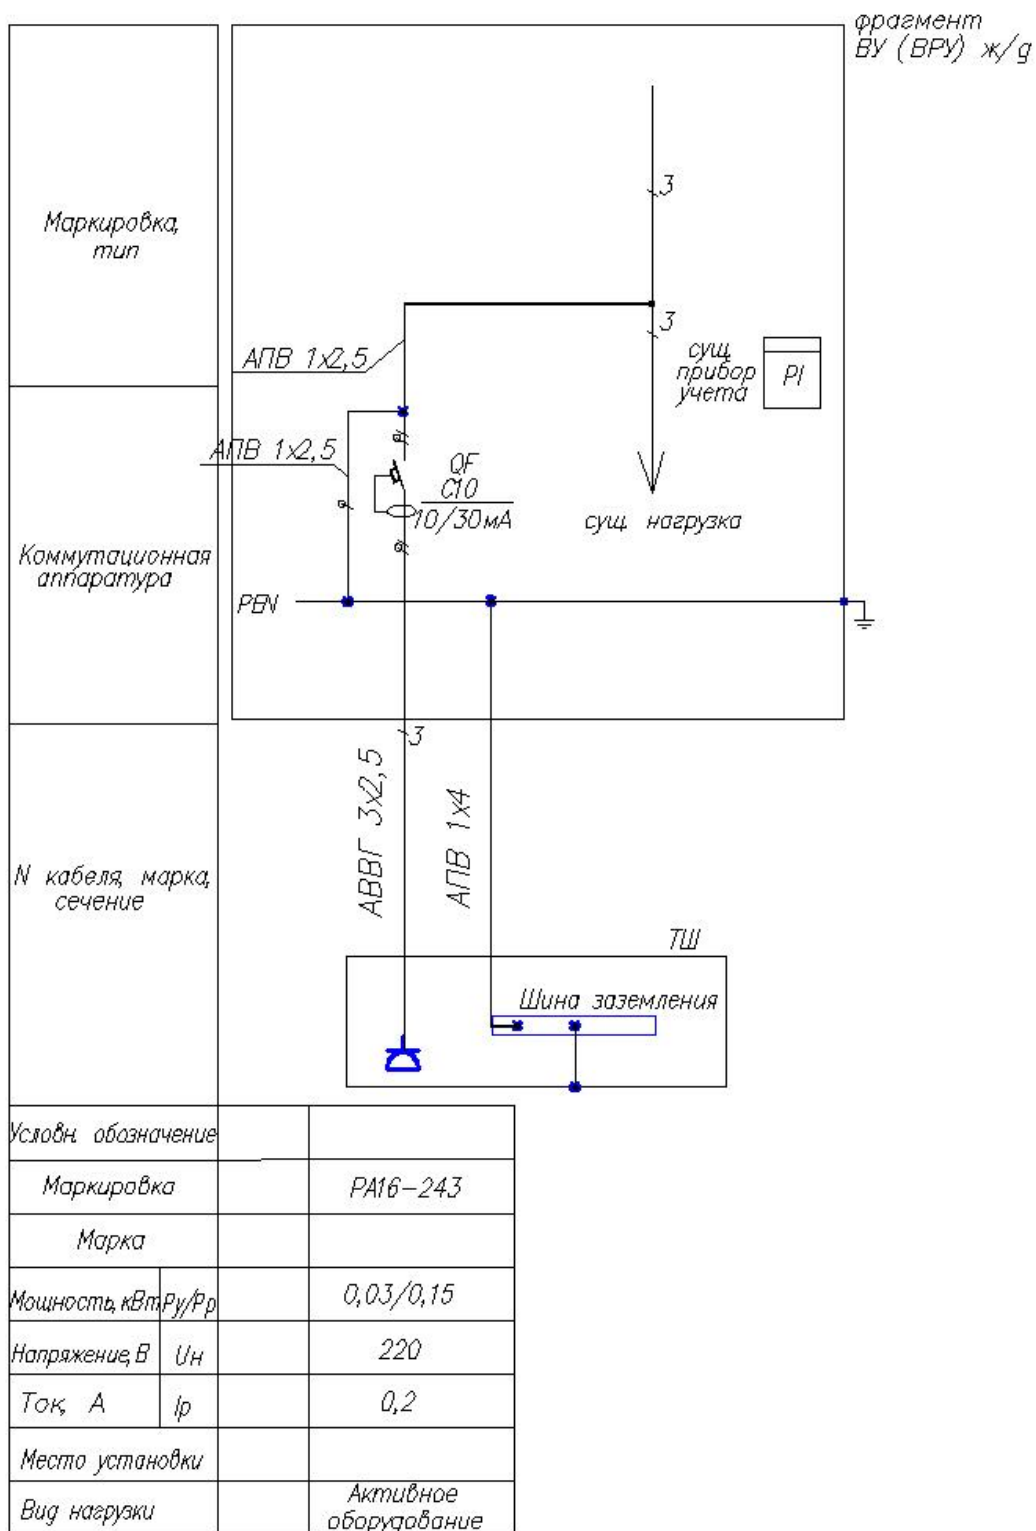 фрагмент
ВУ (ВРУ) ж/д
Маркировка,
тип
3
3
АПВ 1х2,5
сущ.
прибор
учета
PI
АПВ 1х2,5
QF
С10
10/30мА
сущ. нагрузка
Коммутационная
аппаратура
PEN
3
АВВГ 3х2,5
АПВ 1х4
N кабеля, марка,
сечение
ТШ
Шина заземления
Условн. обозначение
Маркировка
РА16-243
Марка
Мощность, кВт Ру/Рр 0,03/0,15
Напряжение, В Uн 220
Ток, А Iр 0,2
Место установки
Вид нагрузки
Активное
оборудование